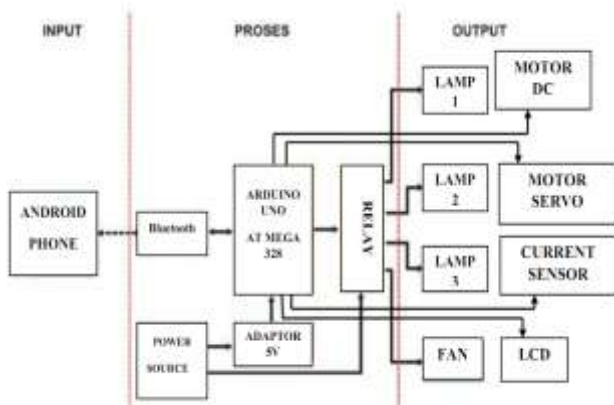 INPUT
PROSES
OUTPUT
LAMP
1
MOTOR
DC
ANDROID
PHONE
Bluetooth
ARDUINO
UNO
AT MEGA
328
RELAY
LAMP
2
MOTOR
SERVO
LAMP
3
CURRENT
SENSOR
POWER
SOURCE
ADAPTOR
5V
FAN
LCD